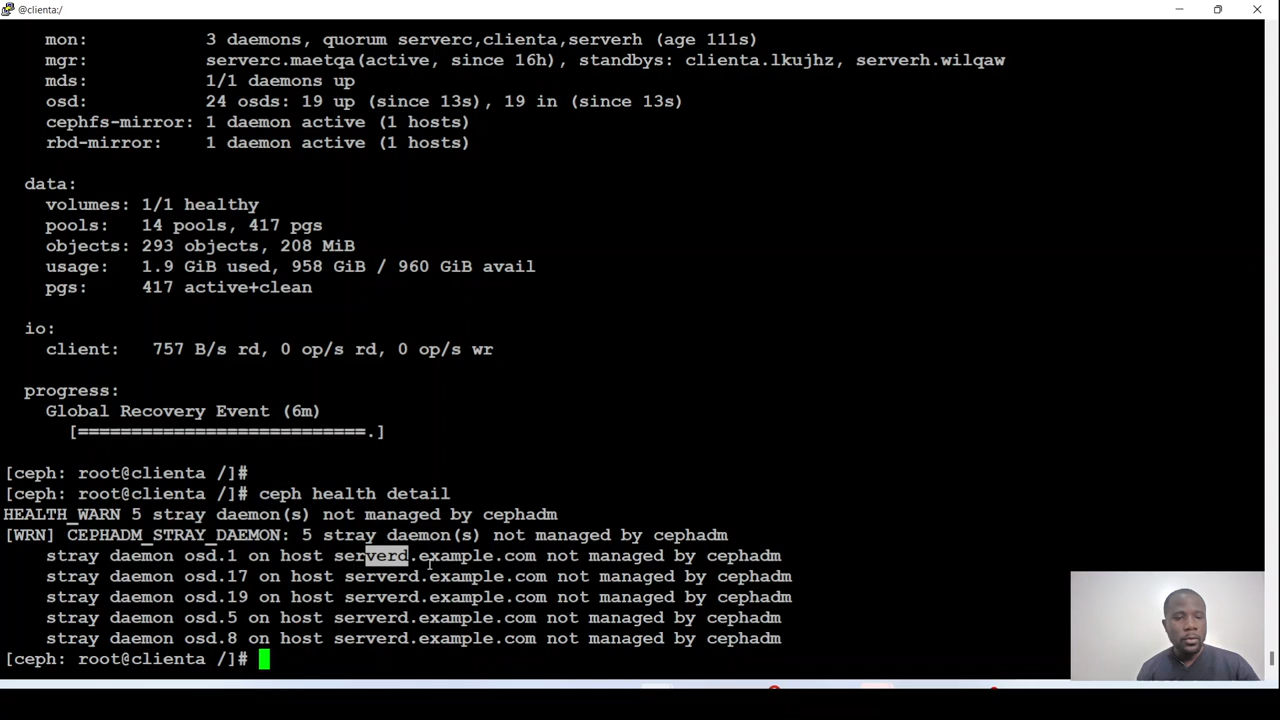 @clienta:/
mon: 3 daemons, quorum serverc,clienta,serverh (age 111s)
mgr: serverc.maetqa(active, since 16h), standbys: clienta.lkujhz, serverh.wilqaw
mds: 1/1 daemons up
osd: 24 osds: 19 up (since 13s), 19 in (since 13s)
cephfs-mirror: 1 daemon active (1 hosts)
rbd-mirror: 1 daemon active (1 hosts)
data:
volumes: 1/1 healthy
pools: 14 pools, 417 pgs
objects: 293 objects, 208 MiB
usage: 1.9 GiB used, 958 GiB / 960 GiB avail
pgs: 417 active+clean
io:
client: 757 B/s rd, 0 op/s rd, 0 op/s wr
progress:
Global Recovery Event (6m)
[===========================.]
[ceph: root@clienta /]#
[ceph: root@clienta /]# ceph health detail
HEALTH_WARN 5 stray daemon(s) not managed by cephadm
[WRN] CEPHADM_STRAY_DAEMON: 5 stray daemon(s) not managed by cephadm
stray daemon osd.1 on host serverd.example.com not managed by cephadm
stray daemon osd.17 on host serverd.example.com not managed by cephadm
stray daemon osd.19 on host serverd.example.com not managed by cephadm
stray daemon osd.5 on host serverd.example.com not managed by cephadm
stray daemon osd.8 on host serverd.example.com not managed by cephadm
[ceph: root@clienta /]#